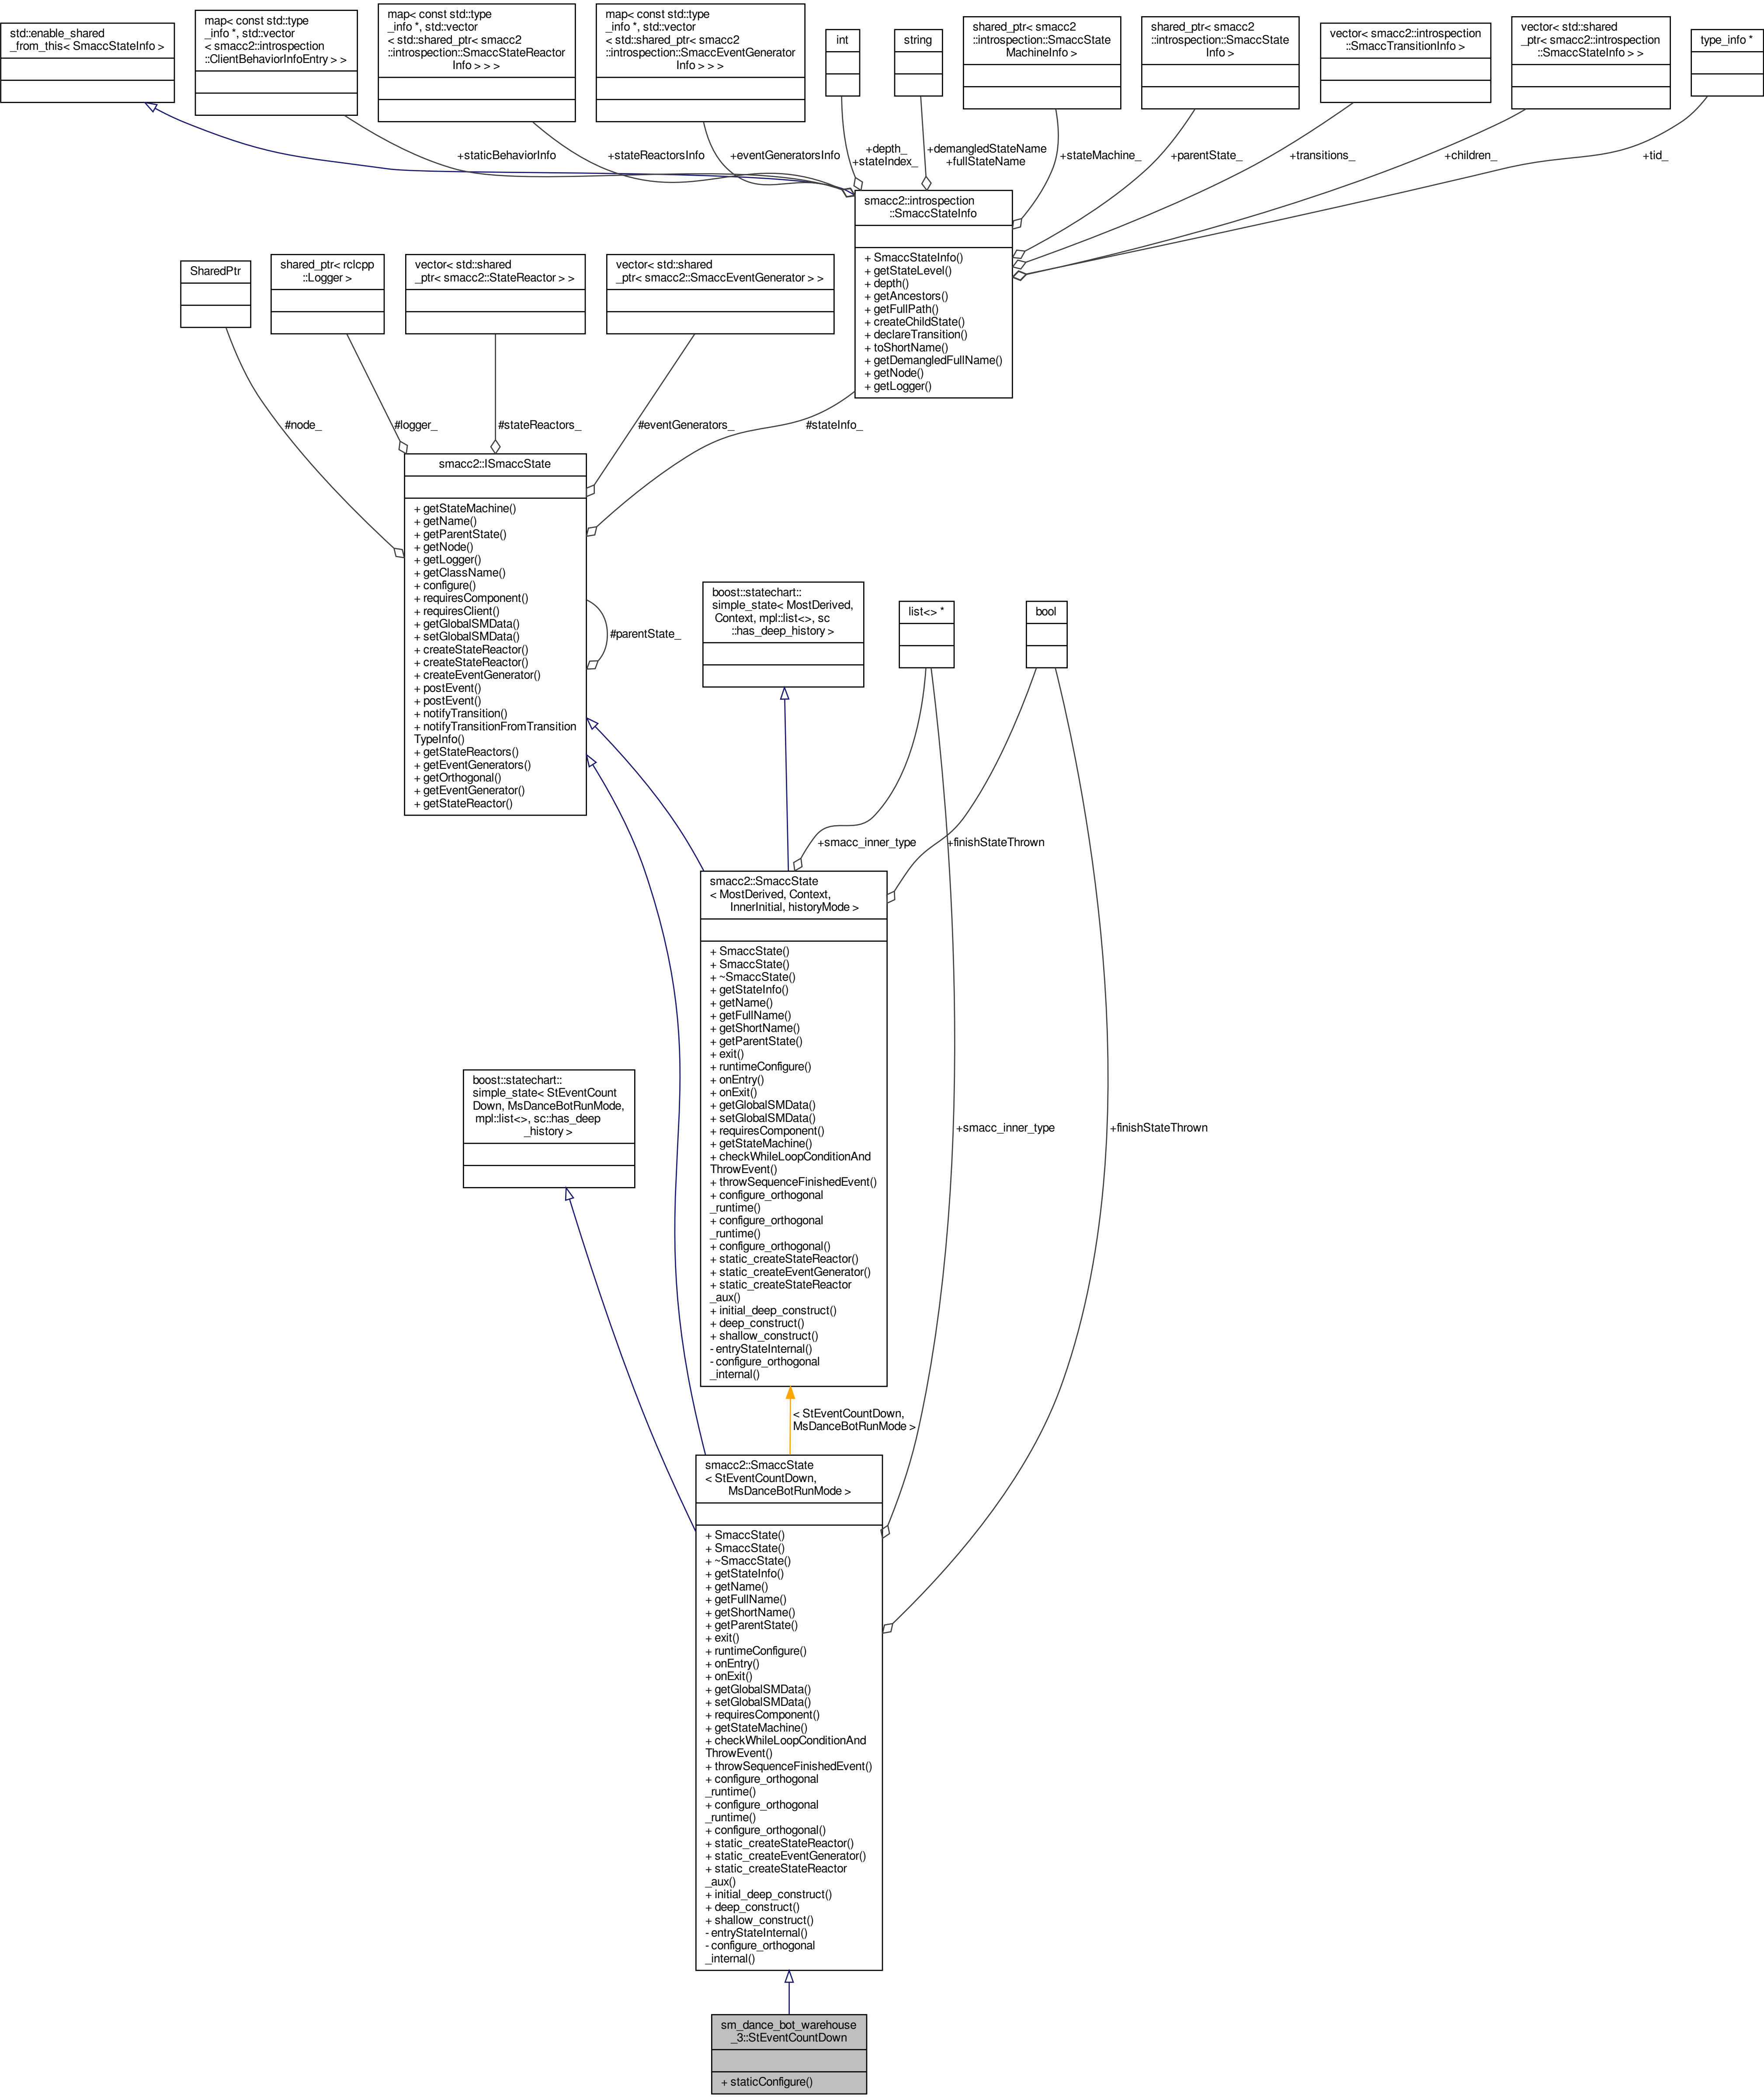 std::enable_shared
_from_this< SmaccStateInfo >
map< const std::type
_info *, std::vector
< smacc2::introspection
::ClientBehaviorInfoEntry > >
map< const std::type
_info *, std::vector
< std::shared_ptr< smacc2
::introspection::SmaccStateReactor
Info > > >
map< const std::type
_info *, std::vector
< std::shared_ptr< smacc2
::introspection::SmaccEventGenerator
Info > > >
int
string
shared_ptr< smacc2
::introspection::SmaccState
MachineInfo >
shared_ptr< smacc2
::introspection::SmaccState
Info >
vector< smacc2::introspection
::SmaccTransitionInfo >
vector< std::shared
_ptr< smacc2::introspection
::SmaccStateInfo > >
type_info *
+staticBehaviorInfo
+stateReactorsInfo
+eventGeneratorsInfo
+depth_
+stateIndex_
+demangledStateName
+fullStateName
+stateMachine_
+parentState_
+transitions_
+children_
+tid_
smacc2::introspection
::SmaccStateInfo
+ SmaccStateInfo()
+ getStateLevel()
+ depth()
+ getAncestors()
+ getFullPath()
+ createChildState()
+ declareTransition()
+ toShortName()
+ getDemangledFullName()
+ getNode()
+ getLogger()
SharedPtr
shared_ptr< rclcpp
::Logger >
vector< std::shared
_ptr< smacc2::StateReactor > >
vector< std::shared
_ptr< smacc2::SmaccEventGenerator > >
#node_
#logger_
#stateReactors_
#eventGenerators_
#stateInfo_
smacc2::ISmaccState
+ getStateMachine()
+ getName()
+ getParentState()
+ getNode()
+ getLogger()
+ getClassName()
+ configure()
+ requiresComponent()
+ requiresClient()
+ getGlobalSMData()
+ setGlobalSMData()
+ createStateReactor()
+ createStateReactor()
+ createEventGenerator()
+ postEvent()
+ postEvent()
+ notifyTransition()
+ notifyTransitionFromTransition
TypeInfo()
+ getStateReactors()
+ getEventGenerators()
+ getOrthogonal()
+ getEventGenerator()
+ getStateReactor()
#parentState_
boost::statechart::
simple_state< MostDerived,
Context, mpl::list<>, sc
::has_deep_history >
list<> *
bool
+smacc_inner_type
+finishStateThrown
smacc2::SmaccState
< MostDerived, Context,
InnerInitial, historyMode >
+ SmaccState()
+ SmaccState()
+ ~SmaccState()
+ getStateInfo()
+ getName()
+ getFullName()
+ getShortName()
+ getParentState()
+ exit()
+ runtimeConfigure()
+ onEntry()
+ onExit()
+ getGlobalSMData()
+ setGlobalSMData()
+ requiresComponent()
+ getStateMachine()
+ checkWhileLoopConditionAnd
ThrowEvent()
+ throwSequenceFinishedEvent()
+ configure_orthogonal
_runtime()
+ configure_orthogonal
_runtime()
+ configure_orthogonal()
+ static_createStateReactor()
+ static_createEventGenerator()
+ static_createStateReactor
_aux()
+ initial_deep_construct()
+ deep_construct()
+ shallow_construct()
- entryStateInternal()
- configure_orthogonal
_internal()
boost::statechart::
simple_state< StEventCount
Down, MsDanceBotRunMode,
mpl::list<>, sc::has_deep
_history >
+smacc_inner_type
+finishStateThrown
< StEventCountDown,
MsDanceBotRunMode >
smacc2::SmaccState
< StEventCountDown,
MsDanceBotRunMode >
+ SmaccState()
+ SmaccState()
+ ~SmaccState()
+ getStateInfo()
+ getName()
+ getFullName()
+ getShortName()
+ getParentState()
+ exit()
+ runtimeConfigure()
+ onEntry()
+ onExit()
+ getGlobalSMData()
+ setGlobalSMData()
+ requiresComponent()
+ getStateMachine()
+ checkWhileLoopConditionAnd
ThrowEvent()
+ throwSequenceFinishedEvent()
+ configure_orthogonal
_runtime()
+ configure_orthogonal
_runtime()
+ configure_orthogonal()
+ static_createStateReactor()
+ static_createEventGenerator()
+ static_createStateReactor
_aux()
+ initial_deep_construct()
+ deep_construct()
+ shallow_construct()
- entryStateInternal()
- configure_orthogonal
_internal()
sm_dance_bot_warehouse
_3::StEventCountDown
+ staticConfigure()